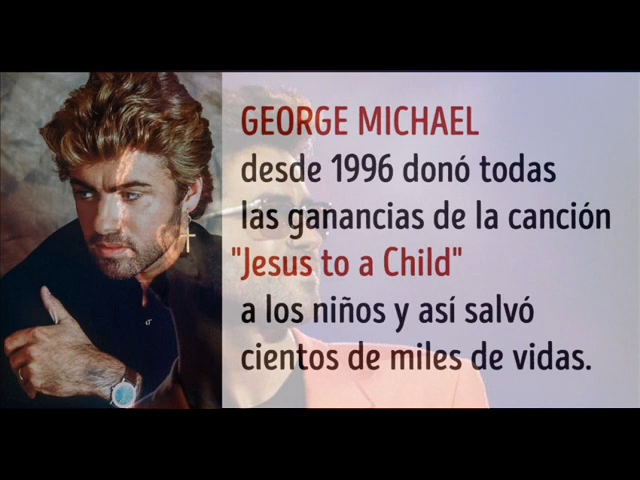 GEORGE MICHAEL
desde 1996 donó todas
las ganancias de la canción
"Jesus to a Child"
a los niños y así salvó
cientos de miles de vidas.